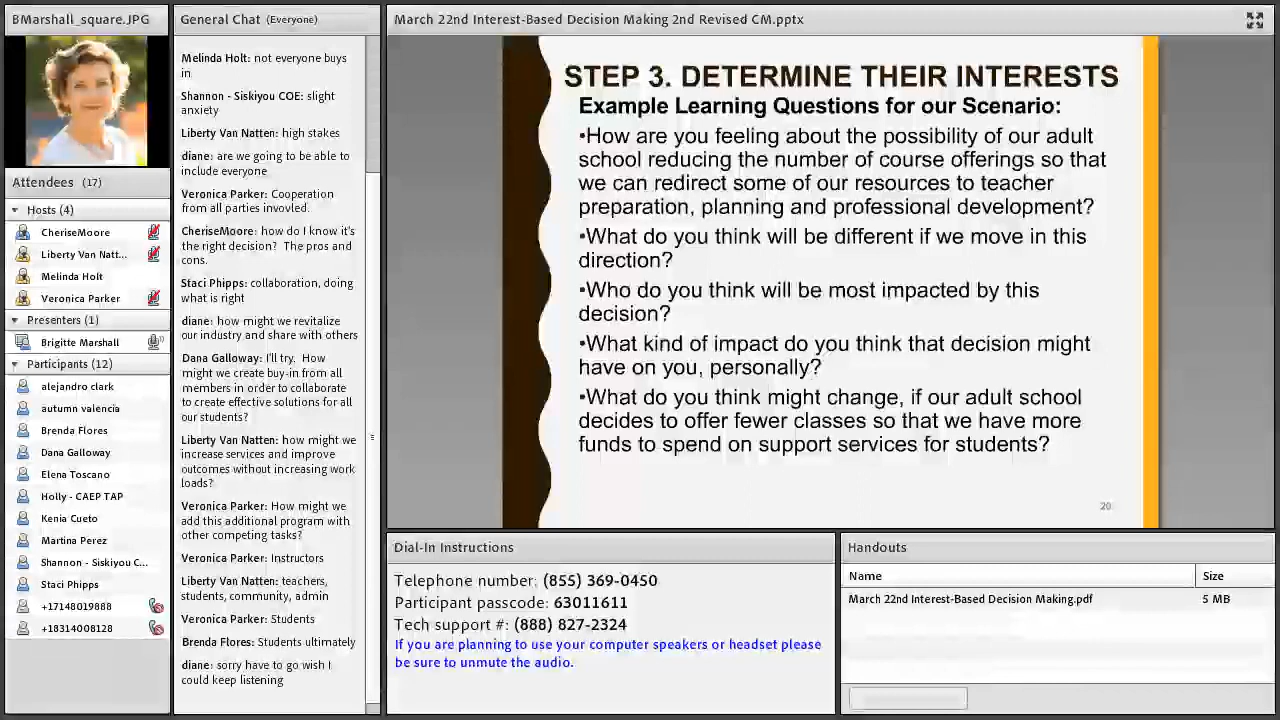 BMarshall_square.JPG
Attendees (17)
Hosts (4)
CheriseMoore
Liberty Van Natt...
Melinda Holt
Veronica Parker
Presenters (1)
Brigitte Marshall
Participants (12)
alejandro clark
autumn valencia
Brenda Flores
Dana Galloway
Elena Toscano
Holly - CAEP TAP
Kenia Cueto
Martina Perez
Shannon - Siskiyou C...
Staci Phipps
+17148019888
+18314008128
General Chat (Everyone)
Melinda Holt: not everyone buys
in.
Shannon - Siskiyou COE: slight
anxiety
Liberty Van Natten: high stakes
diane: are we going to be able to
include everyone
Veronica Parker: Cooperation
from all parties invovled.
CheriseMoore: how do I know it's
the right decision? The pros and
cons.
Staci Phipps: collaboration, doing
what is right
diane: how might we revitalize
our industry and share with others
Dana Galloway: I'll try. How
might we create buy-in from all
members in order to collaborate
to create effective solutions for all
our students?
Liberty Van Natten: how might we
increase services and improve
outcomes without increasing work
loads?
Veronica Parker: How might we
add this additional program with
other competing tasks?
Veronica Parker: Instructors
Liberty Van Natten: teachers,
students, community, admin
Veronica Parker: Students
Brenda Flores: Students ultimately
diane: sorry have to go wish I
could keep listening
March 22nd Interest-Based Decision Making 2nd Revised CM.pptx
STEP 3. DETERMINE THEIR INTERESTS
Example Learning Questions for our Scenario:
•How are you feeling about the possibility of our adult
school reducing the number of course offerings so that
we can redirect some of our resources to teacher
preparation, planning and professional development?
•What do you think will be different if we move in this
direction?
•Who do you think will be most impacted by this
decision?
•What kind of impact do you think that decision might
have on you, personally?
•What do you think might change, if our adult school
decides to offer fewer classes so that we have more
funds to spend on support services for students?
20
Dial-In Instructions
Telephone number: (855) 369-0450
Participant passcode: 63011611
Tech support #: (888) 827-2324
If you are planning to use your computer speakers or headset please
be sure to unmute the audio.
Handouts
Name Size
March 22nd Interest-Based Decision Making.pdf 5 MB